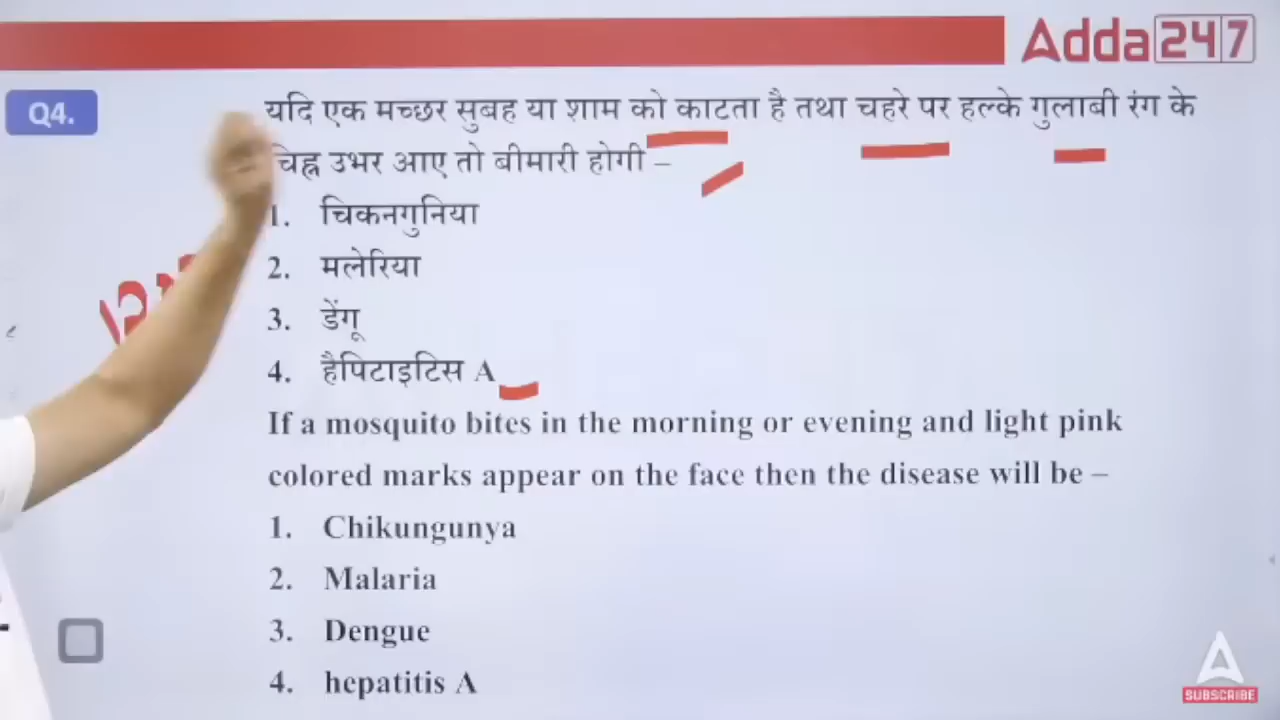 Adda247
Q4.
यदि एक मच्छर सुबह या शाम को काटता है तथा चहरे पर हल्के गुलाबी रंग के
चिह्न उभर आए तो बीमारी होगी –
1. चिकनगुनिया
2. मलेरिया
3. डेंगू
4. हैपिटाइटिस A
If a mosquito bites in the morning or evening and light pink
colored marks appear on the face then the disease will be –
1. Chikungunya
2. Malaria
3. Dengue
4. hepatitis A
SUBSCRIBE